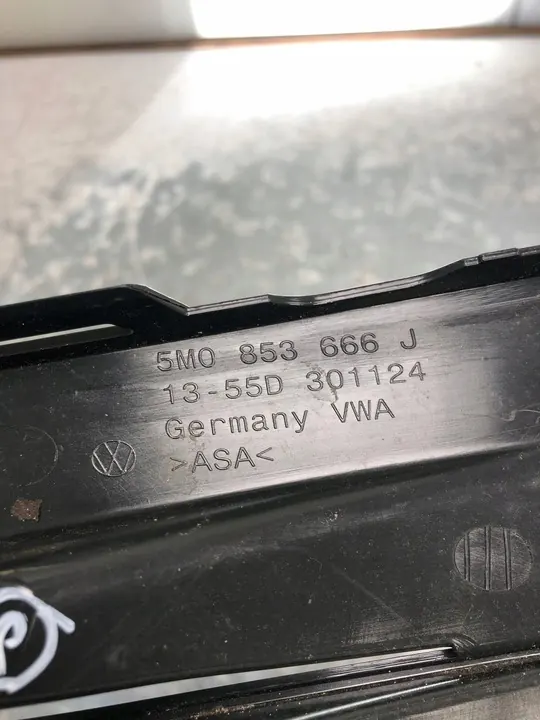 5M0 853 666 J
13-55D 301124
Germany VWA
>ASA<